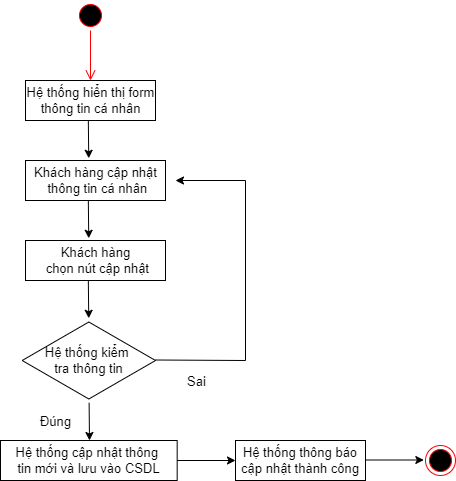 Hệ thống hiển thị form
thông tin cá nhân
Khách hàng cập nhật
thông tin cá nhân
Khách hàng
chọn nút cập nhật
Hệ thống kiểm
tra thông tin
Sai
Đúng
Hệ thống cập nhật thông
tin mới và lưu vào CSDL
Hệ thống thông báo
cập nhật thành công